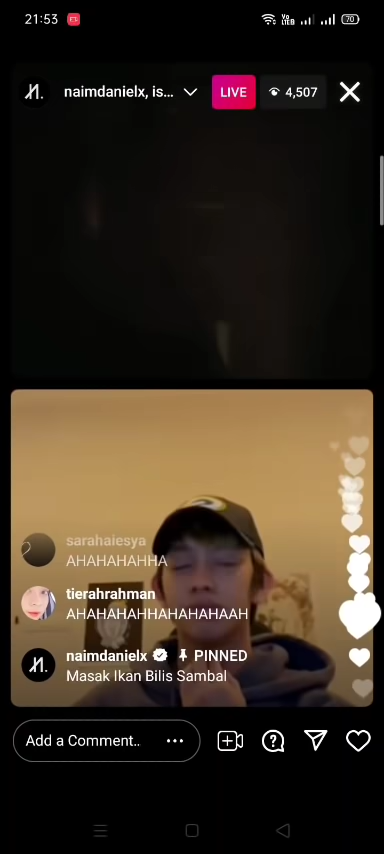 21:53
70
naimdanielx, is...
LIVE
4,507
sarahaiesya
AHAHAHAHHA
tierahrahman
AHAHAHAHHAHAHAHAAH
naimdanielx PINNED
Masak Ikan Bilis Sambal
Add a Comment..